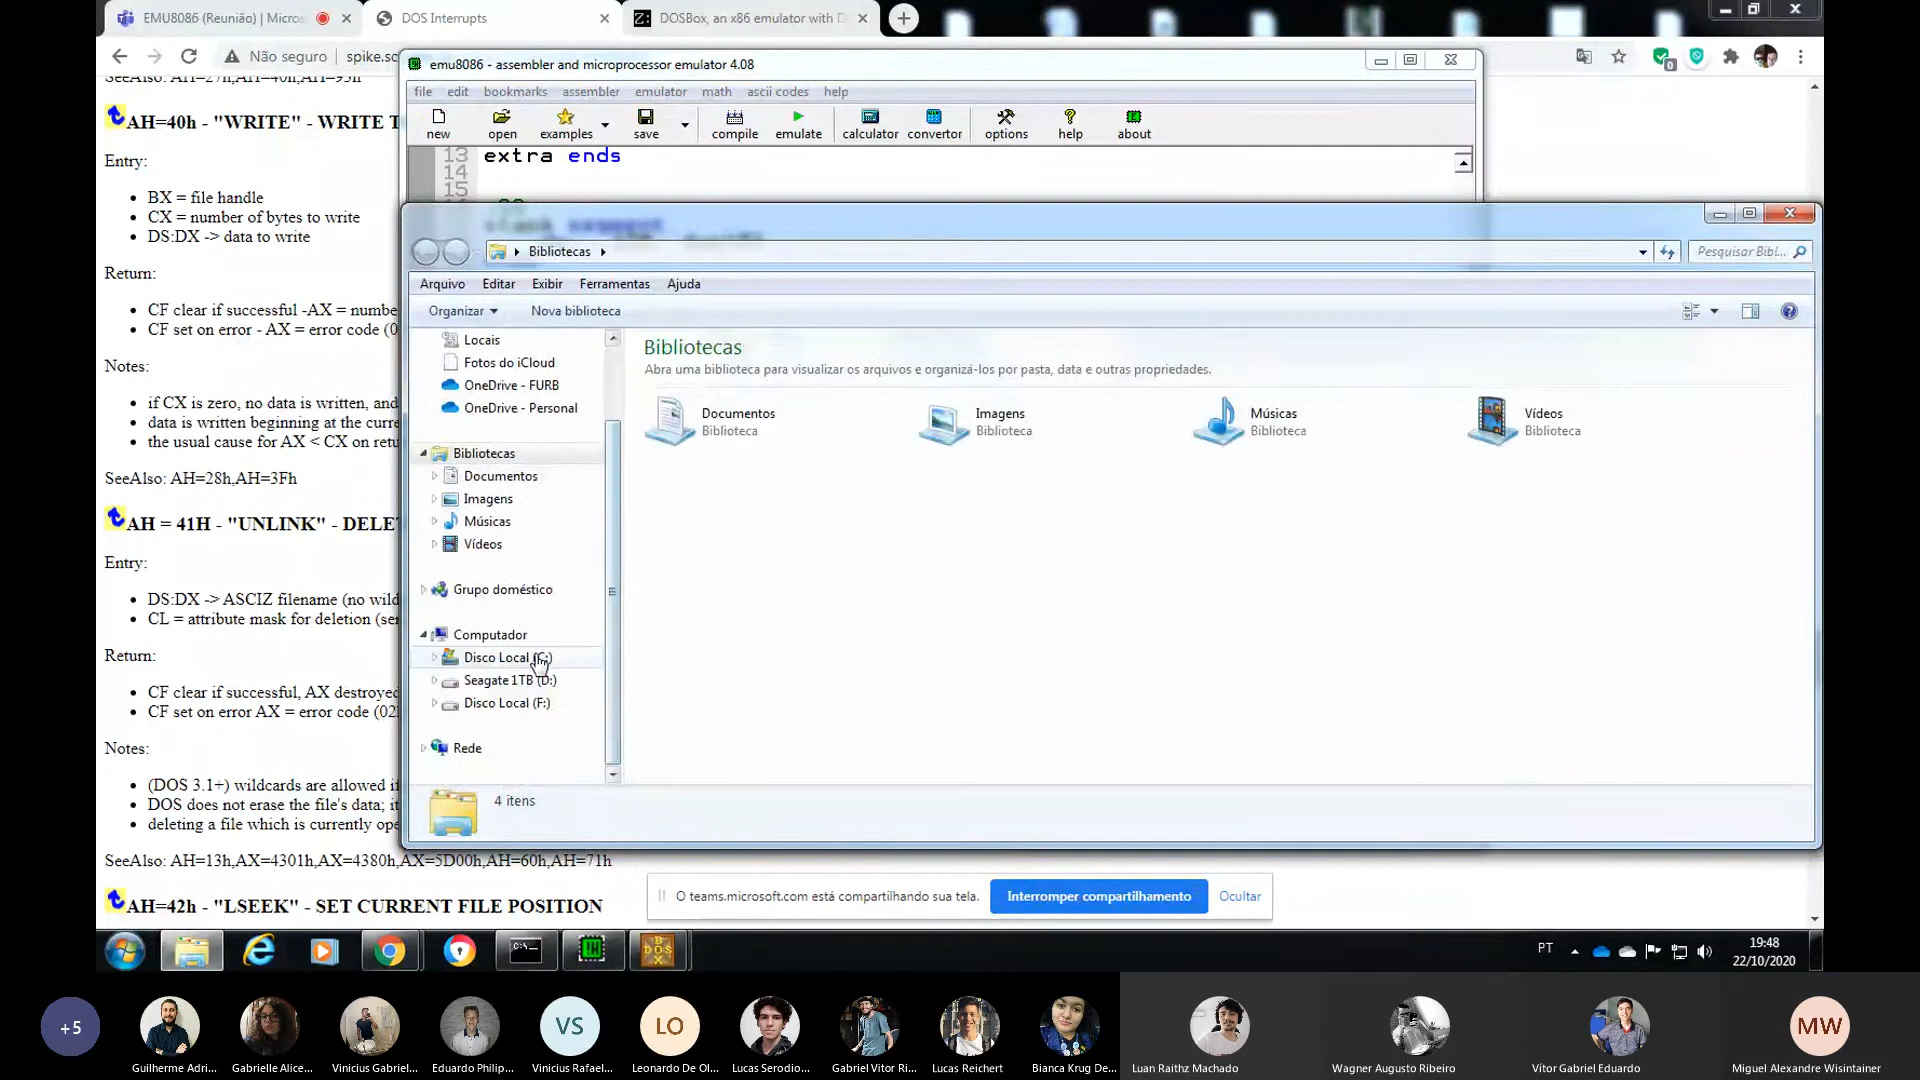 EMU8086 (Reunião) | Micros
DOS Interrupts
DOSBox, an x86 emulator with D
Não seguro
spike.sc
emu8086 - assembler and microprocessor emulator 4.08
file edit bookmarks assembler emulator math ascii codes help
new open examples save compile emulate calculator convertor options help about
13 extra ends
14
15
SeeAlso: AH=27h,AH=40h,AH=93h
AH=40h - "WRITE" - WRITE T
Entry:
BX = file handle
CX = number of bytes to write
DS:DX -> data to write
Return:
CF clear if successful -AX = numbe
CF set on error - AX = error code (0
Notes:
if CX is zero, no data is written, and
data is written beginning at the curre
the usual cause for AX < CX on retu
SeeAlso: AH=28h,AH=3Fh
AH = 41H - "UNLINK" - DELE
Entry:
DS:DX -> ASCIZ filename (no wild
CL = attribute mask for deletion (se
Return:
CF clear if successful, AX destroyed
CF set on error AX = error code (02
Notes:
(DOS 3.1+) wildcards are allowed if
DOS does not erase the file's data; it
deleting a file which is currently ope
SeeAlso: AH=13h,AX=4301h,AX=4380h,AX=5D00h,AH=60h,AH=71h
AH=42h - "LSEEK" - SET CURRENT FILE POSITION
Bibliotecas
Pesquisar Bibl...
Arquivo Editar Exibir Ferramentas Ajuda
Organizar Nova biblioteca
Locais
Fotos do iCloud
OneDrive - FURB
OneDrive - Personal
Bibliotecas
Documentos
Imagens
Músicas
Vídeos
Grupo doméstico
Computador
Disco Local (C:)
Seagate 1TB (D:)
Disco Local (F:)
Rede
Bibliotecas
Abra uma biblioteca para visualizar os arquivos e organizá-los por pasta, data e outras propriedades.
Documentos
Biblioteca
Imagens
Biblioteca
Músicas
Biblioteca
Vídeos
Biblioteca
4 itens
O teams.microsoft.com está compartilhando sua tela.
Interromper compartilhamento
Ocultar
PT
19:48
22/10/2020
+5
VS
LO
MW
Guilherme Adri...
Gabrielle Alice...
Vinicius Gabriel...
Eduardo Philip...
Vinicius Rafael...
Leonardo De Ol...
Lucas Serodio...
Gabriel Vitor Ri...
Lucas Reichert
Bianca Krug De...
Luan Raithz Machado
Wagner Augusto Ribeiro
Vítor Gabriel Eduardo
Miguel Alexandre Wisintainer